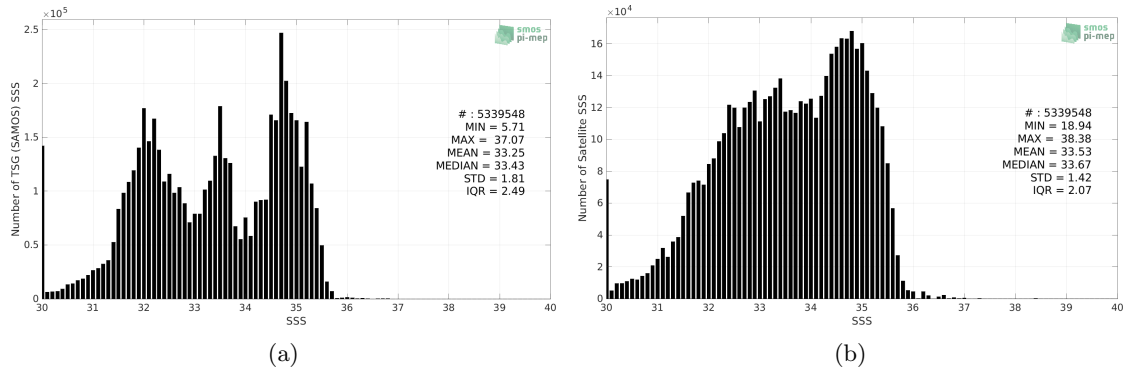 ×10⁵
2.5
2
1.5
1
0.5
0
Number of TSG (SAMOS) SSS
30 31 32 33 34 35 36 37 38 39 40
SSS
smos
pi-mep
# : 5339548
MIN = 5.71
MAX = 37.07
MEAN = 33.25
MEDIAN = 33.43
STD = 1.81
IQR = 2.49
(a)
×10⁴
16
14
12
10
8
6
4
2
0
Number of Satellite SSS
30 31 32 33 34 35 36 37 38 39 40
SSS
smos
pi-mep
# : 5339548
MIN = 18.94
MAX = 38.38
MEAN = 33.53
MEDIAN = 33.67
STD = 1.42
IQR = 2.07
(b)